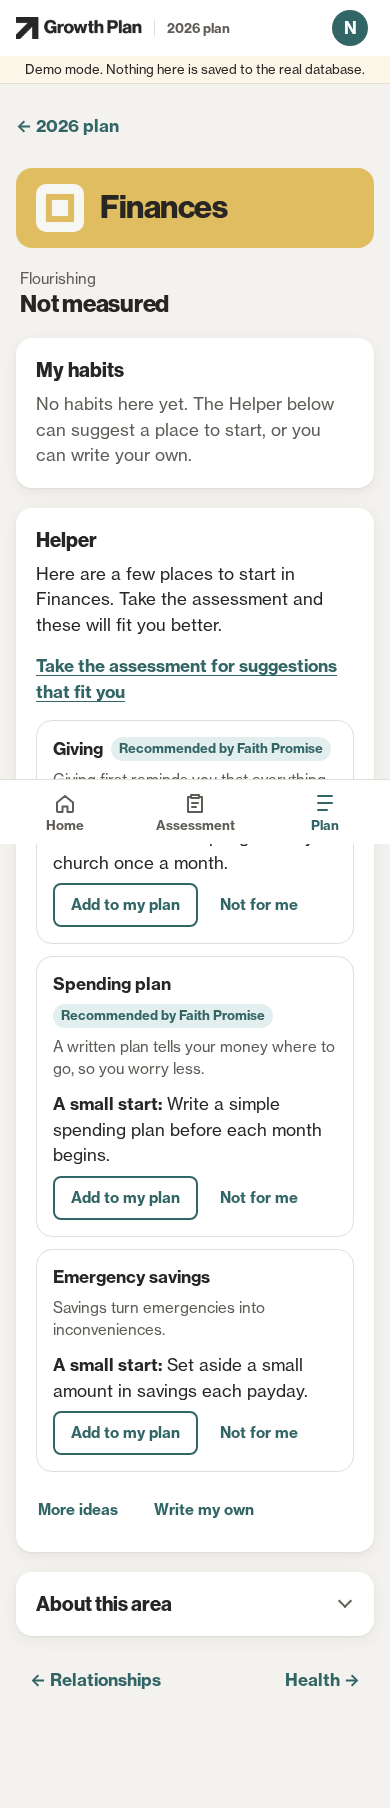 Growth Plan
2026 plan
N
Demo mode. Nothing here is saved to the real database.
← 2026 plan
Finances
Flourishing
Not measured
My habits
No habits here yet. The Helper below
can suggest a place to start, or you
can write your own.
Helper
Here are a few places to start in
Finances. Take the assessment and
these will fit you better.
Take the assessment for suggestions
that fit you
Giving
Recommended by Faith Promise
Giving first reminds you that everything
Home
Assessment
Plan
church once a month.
Add to my plan
Not for me
Spending plan
Recommended by Faith Promise
A written plan tells your money where to
go, so you worry less.
A small start: Write a simple
spending plan before each month
begins.
Add to my plan
Not for me
Emergency savings
Savings turn emergencies into
inconveniences.
A small start: Set aside a small
amount in savings each payday.
Add to my plan
Not for me
More ideas
Write my own
About this area
← Relationships
Health →